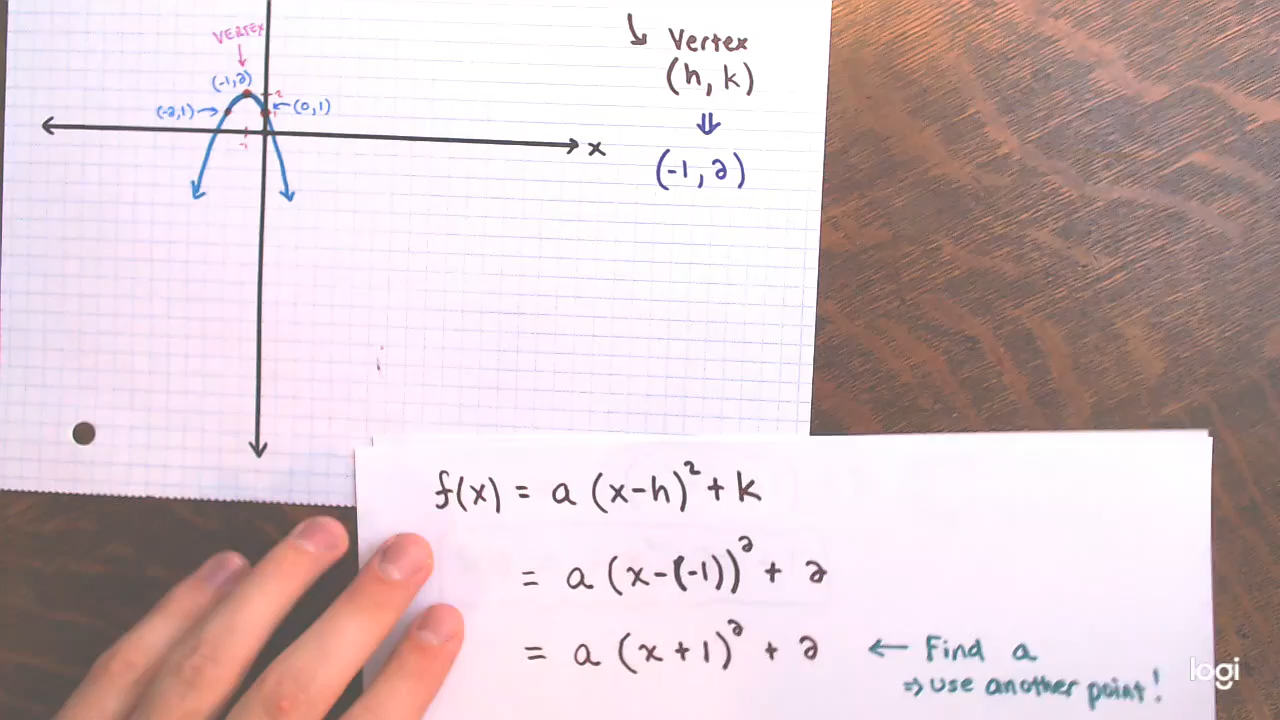 VERTEX
(-1,2)
(-2,1)
(0,1)
2
1
-1
x
Vertex
(h, k)
⇓
(-1, 2)
f(x) = a (x-h)² + k
= a (x-(-1))² + 2
= a (x+1)² + 2
← Find a
⇒ use another point!
logi